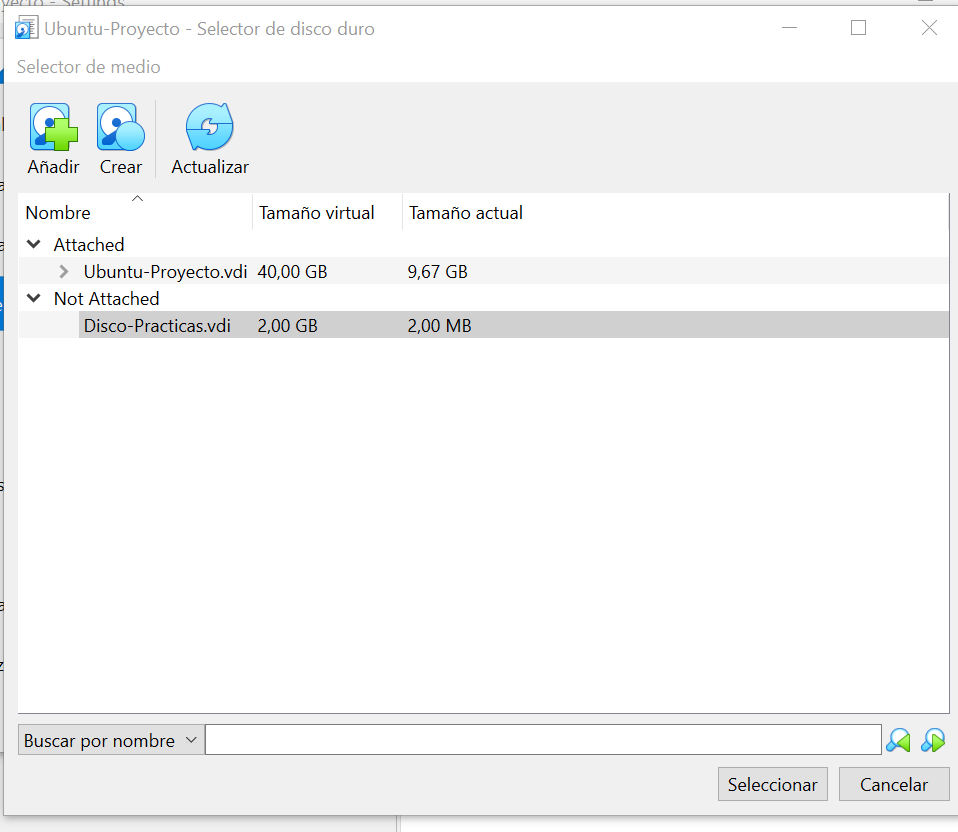 Ubuntu-Proyecto - Selector de disco duro
Selector de medio
Añadir Crear Actualizar
Nombre Tamaño virtual Tamaño actual
Attached
Ubuntu-Proyecto.vdi 40,00 GB 9,67 GB
Not Attached
Disco-Practicas.vdi 2,00 GB 2,00 MB
Buscar por nombre
Seleccionar Cancelar